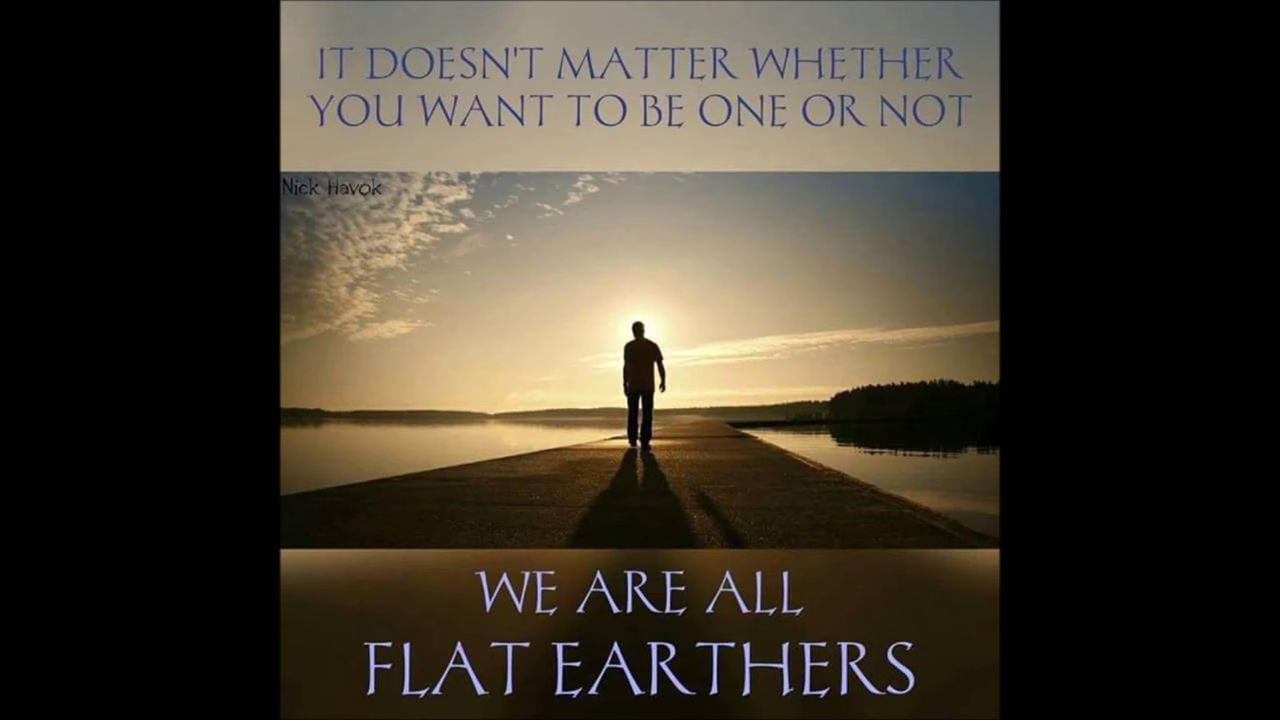 IT DOESN'T MATTER WHETHER
YOU WANT TO BE ONE OR NOT
Nick Havok
WE ARE ALL
FLAT EARTHERS